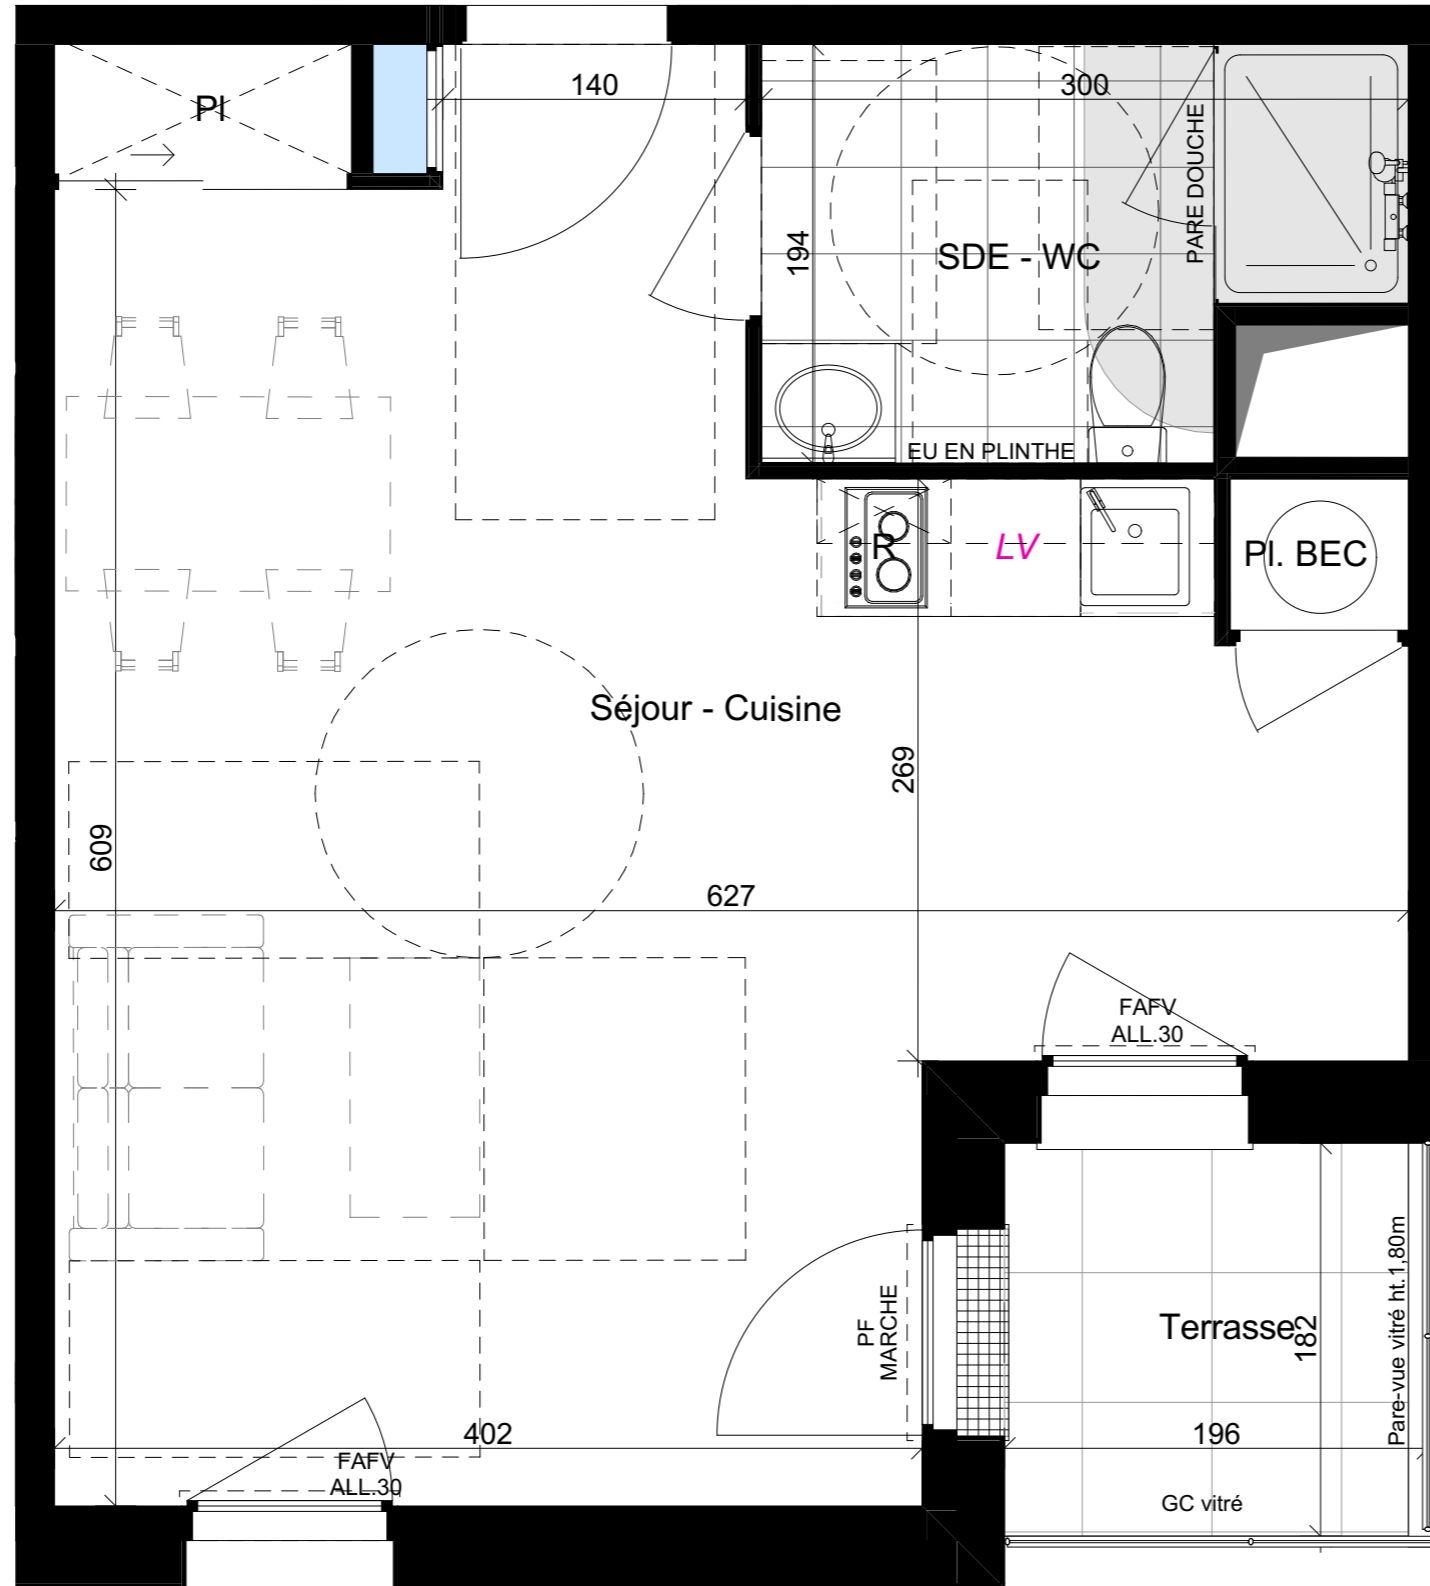 140
300
Pl
PARE DOUCHE
194
SDE - WC
EU EN PLINTHE
R
LV
Pl. BEC
Séjour - Cuisine
269
609
627
FAFV
ALL.30
PF
MARCHE
Terrasse
182
Pare-vue vitré ht.1,80m
402
196
FAFV
ALL.30
GC vitré